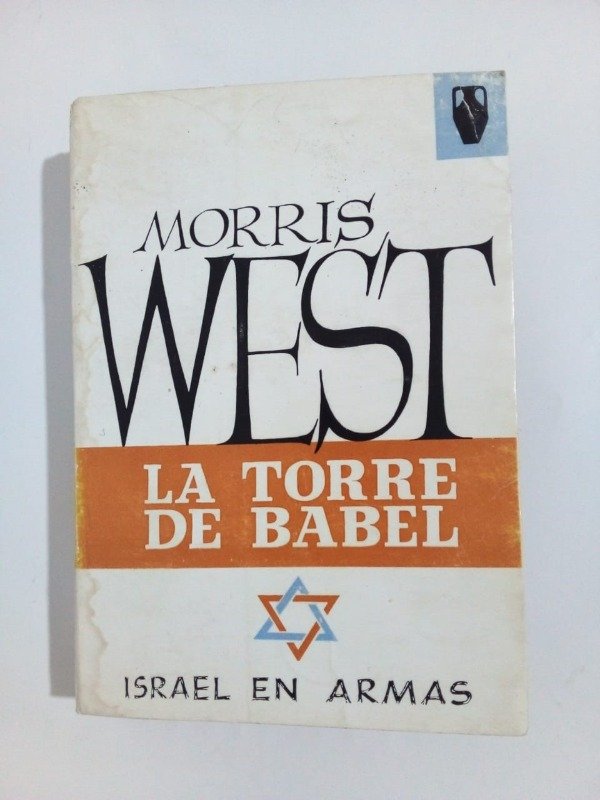 MORRIS
WEST
LA TORRE
DE BABEL
ISRAEL EN ARMAS